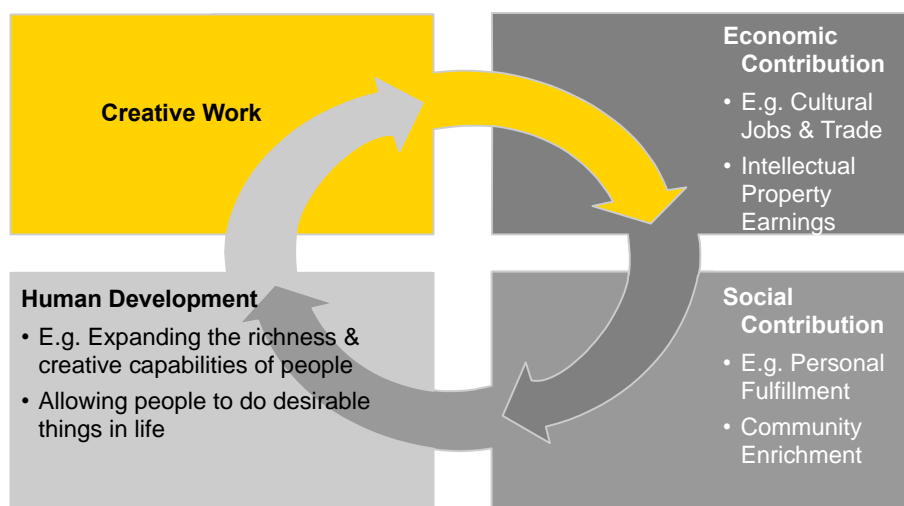 Creative Work
Economic
Contribution
• E.g. Cultural
Jobs & Trade
• Intellectual
Property
Earnings
Human Development
• E.g. Expanding the richness &
creative capabilities of people
• Allowing people to do desirable
things in life
Social
Contribution
• E.g. Personal
Fulfillment
• Community
Enrichment